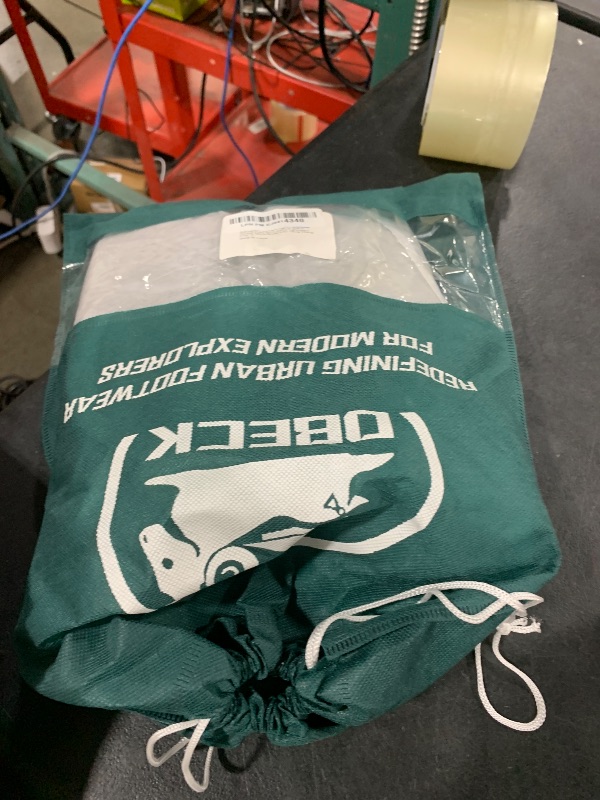 OBECK
REDEFINING URBAN FOOTWEAR
FOR MODERN EXPLORERS